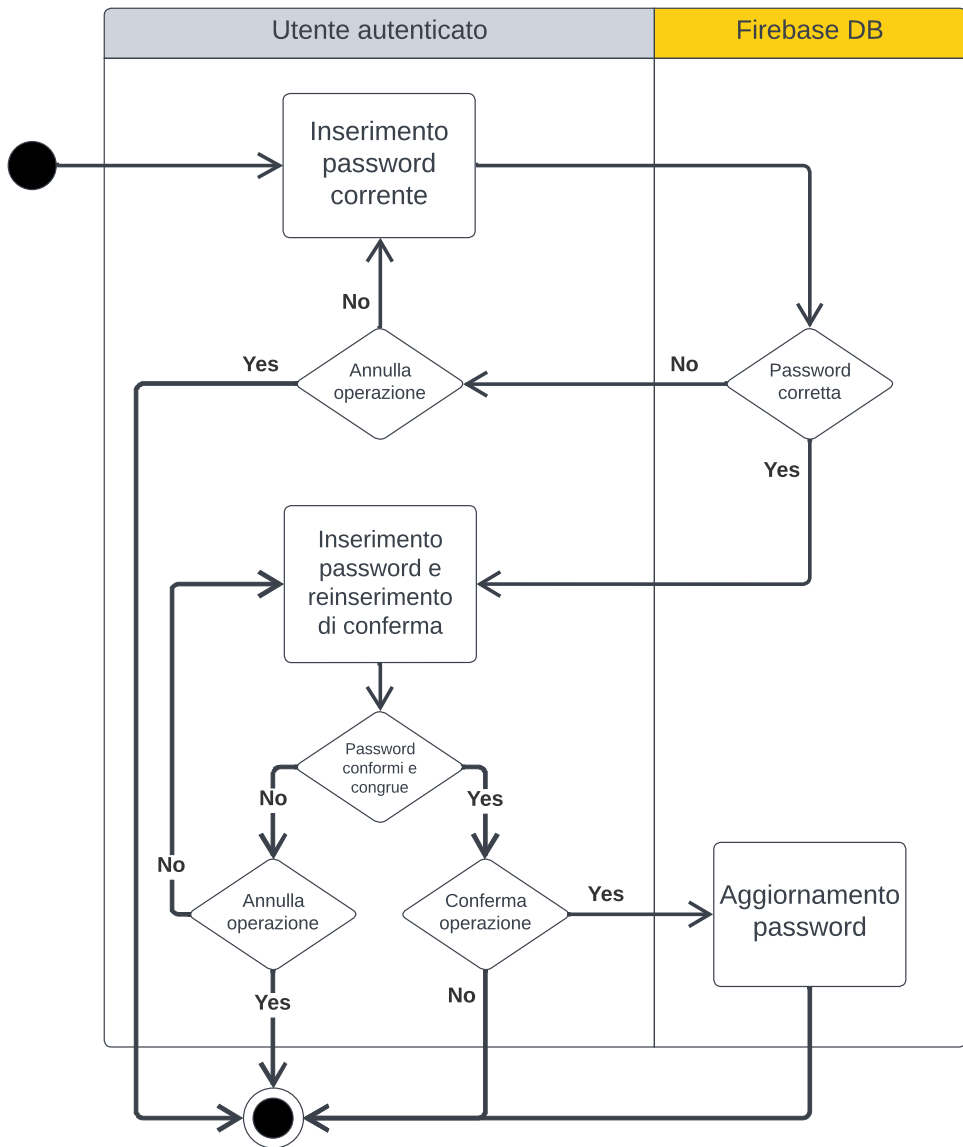 Utente autenticato
Firebase DB
Inserimento
password
corrente
No
Yes
Annulla
operazione
No
Password
corretta
Yes
Inserimento
password e
reinserimento
di conferma
Password
conformi e
congrue
No
Yes
No
Annulla
operazione
Conferma
operazione
Yes
Aggiornamento
password
Yes
No